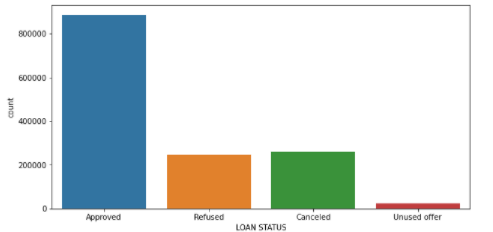 800000
600000
400000
200000
0
count
Approved
Refused
Canceled
Unused offer
LOAN STATUS